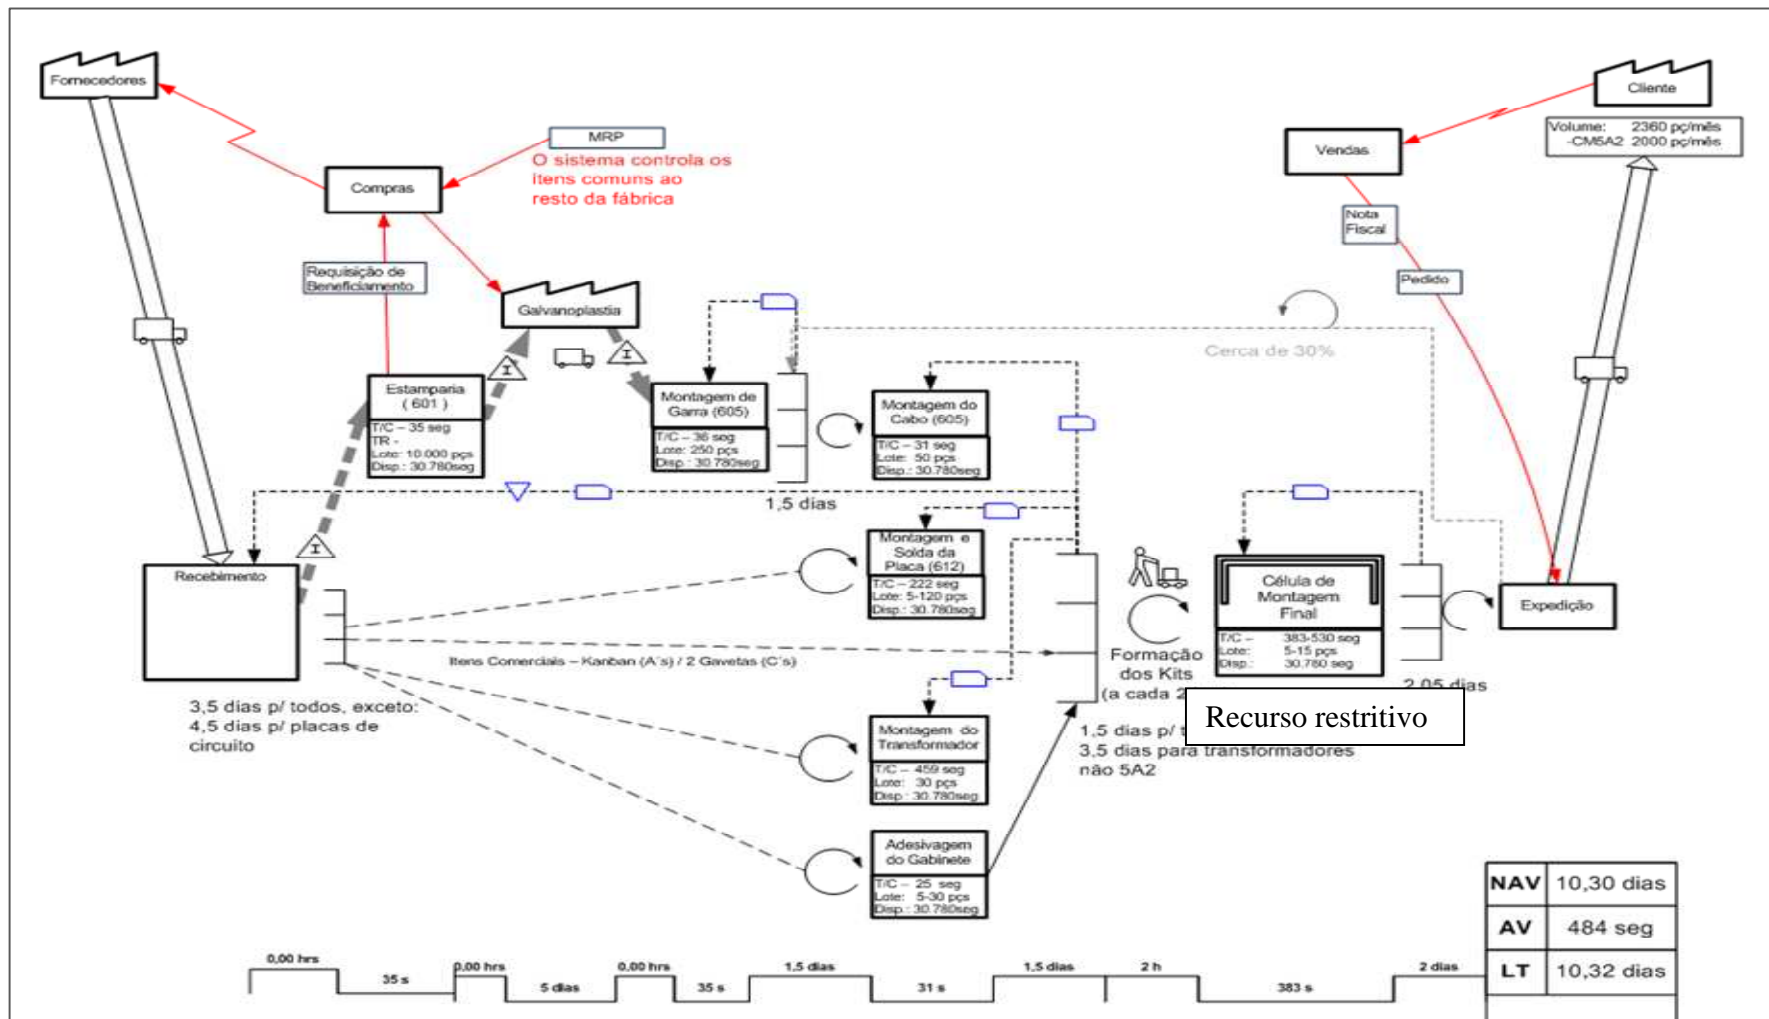 Fornecedores
Cliente
Volume: 2360 pç/mês
-CM5A2 2000 pç/mês
MRP
O sistema controla os
itens comuns ao
resto da fábrica
Vendas
Compras
Nota
Fiscal
Requisição de
Beneficiamento
Pedido
Galvanoplastia
Cerca de 30%
Estamparia
( 601 )
T/C – 35 seg
TR -
Lote: 10.000 pçs
Disp.: 30.780seg
Montagem de
Garra (605)
T/C – 36 seg
Lote: 250 pçs
Disp.: 30.780seg
Montagem do
Cabo (605)
T/C – 31 seg
Lote: 50 pçs
Disp.: 30.780seg
1,5 dias
Montagem e
Solda da
Placa (612)
T/C – 222 seg
Lote: 5-120 pçs
Disp.: 30.780seg
Recebimento
Célula de
Montagem
Final
T/C – 383-530 seg
Lote: 5-15 pçs
Disp.: 30.780 seg
Expedição
Itens Comerciais – Kanban (A´s) / 2 Gavetas (C´s)
Formação
dos Kits
(a cada 2
2,05 dias
3,5 dias p/ todos, exceto:
4,5 dias p/ placas de
circuito
Recurso restritivo
1,5 dias p/ t
3,5 dias para transformadores
não 5A2
Montagem do
Transformador
T/C – 459 seg
Lote: 30 pçs
Disp.: 30.780seg
Adesivagem
do Gabinete
T/C – 25 seg
Lote: 5-30 pçs
Disp.: 30.780seg
NAV 10,30 dias
AV 484 seg
LT 10,32 dias
0,00 hrs 0,00 hrs 0,00 hrs 1,5 dias 1,5 dias 2 h 2 dias
35 s 5 dias 35 s 31 s 383 s